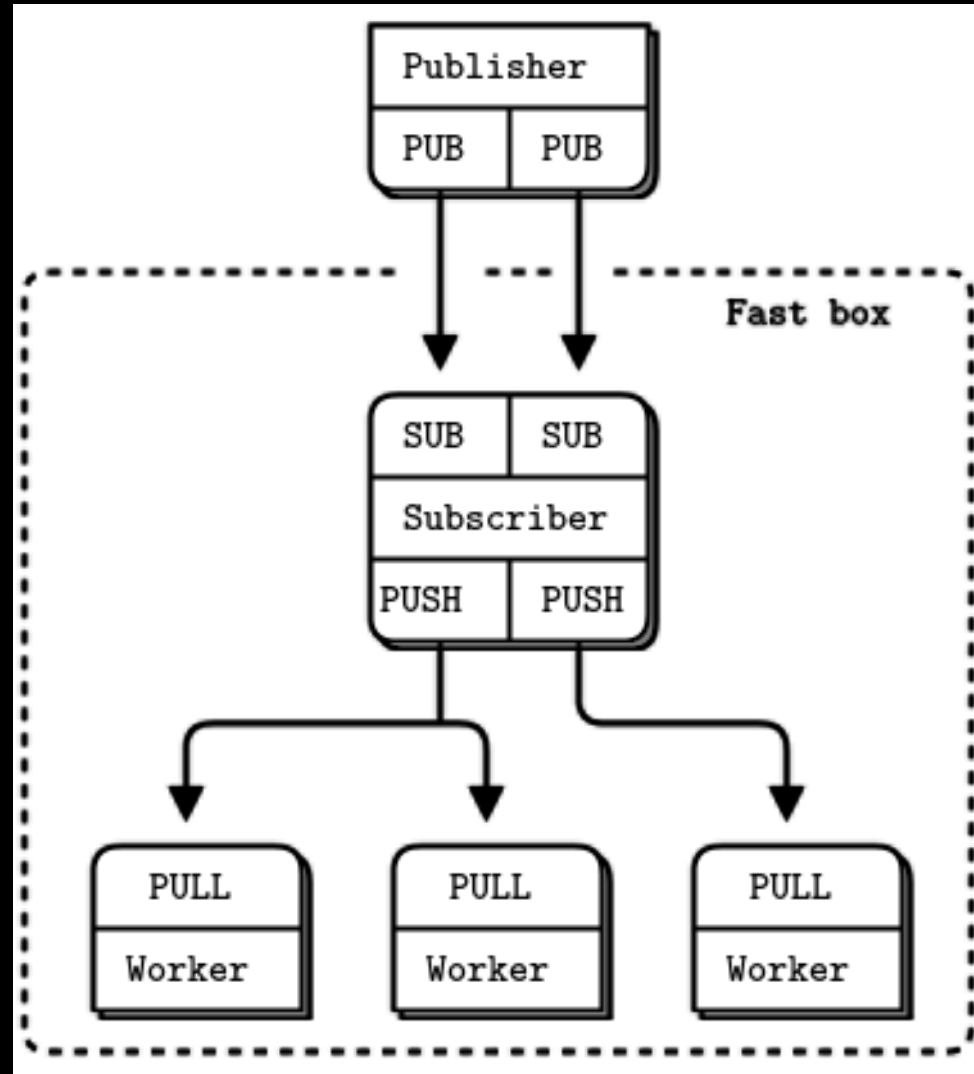 Publisher
PUB PUB
Fast box
SUB SUB
Subscriber
PUSH PUSH
PULL PULL PULL
Worker Worker Worker